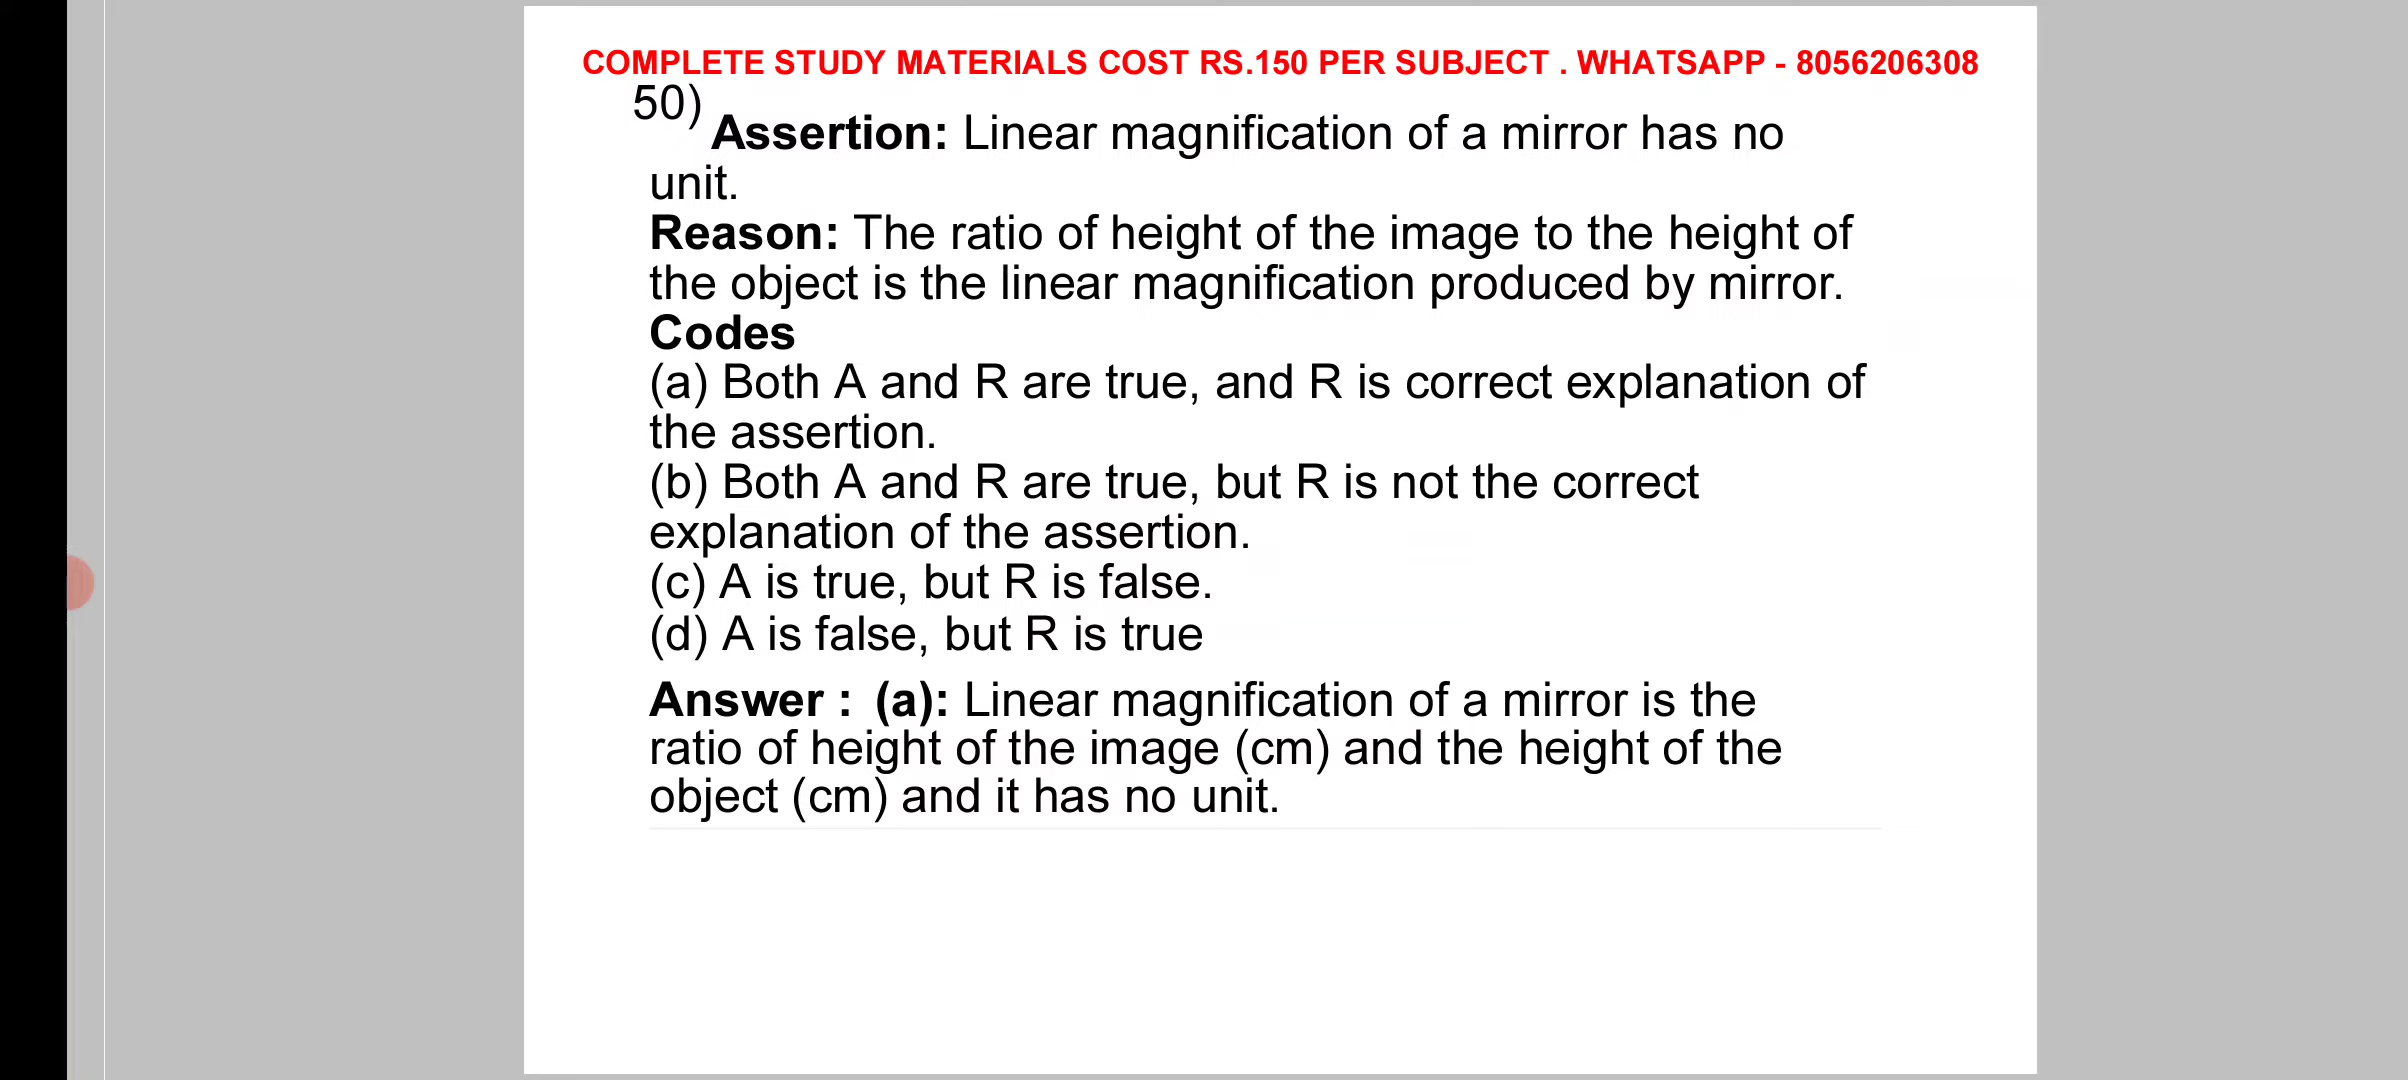 COMPLETE STUDY MATERIALS COST RS.150 PER SUBJECT . WHATSAPP - 8056206308
50)
Assertion: Linear magnification of a mirror has no
unit.
Reason: The ratio of height of the image to the height of
the object is the linear magnification produced by mirror.
Codes
(a) Both A and R are true, and R is correct explanation of
the assertion.
(b) Both A and R are true, but R is not the correct
explanation of the assertion.
(c) A is true, but R is false.
(d) A is false, but R is true
Answer : (a): Linear magnification of a mirror is the
ratio of height of the image (cm) and the height of the
object (cm) and it has no unit.